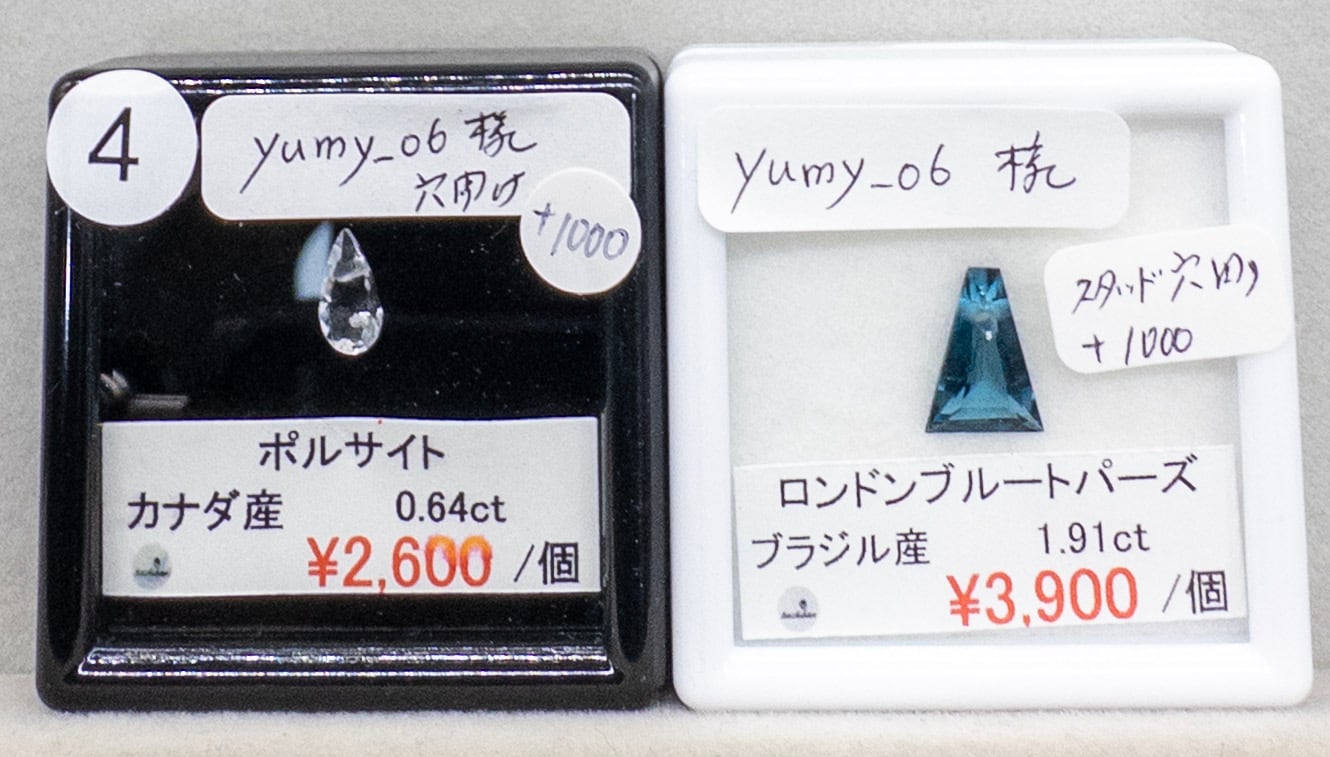 4
yumy_06 様
穴開け
+1000
ポルサイト
カナダ産 0.64ct
¥2,600 /個
yumy_06 様
スタッド穴
+1000
ロンドンブルートパーズ
ブラジル産 1.91ct
¥3,900 /個